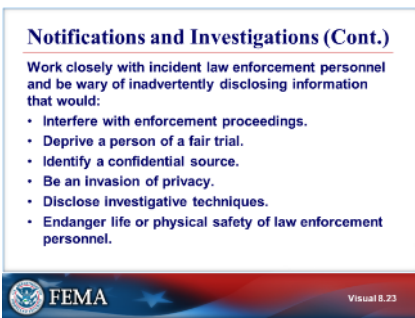 Notifications and Investigations (Cont.)
Work closely with incident law enforcement personnel
and be wary of inadvertently disclosing information
that would:
• Interfere with enforcement proceedings.
• Deprive a person of a fair trial.
• Identify a confidential source.
• Be an invasion of privacy.
• Disclose investigative techniques.
• Endanger life or physical safety of law enforcement
personnel.
FEMA
Visual 8.23